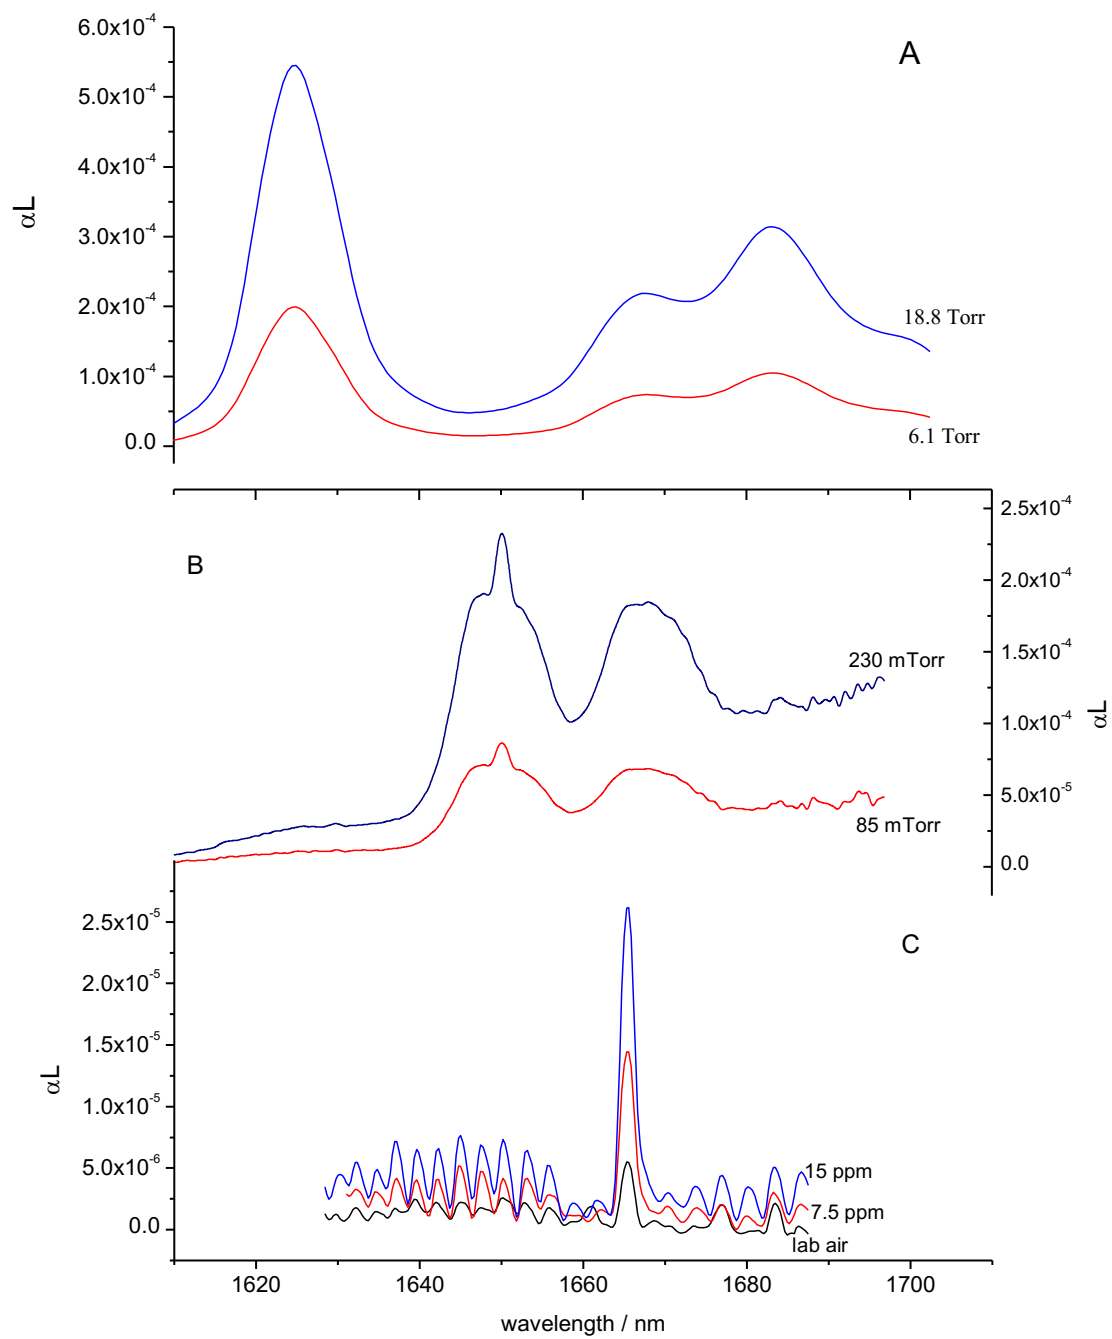 A
6.0x10⁻⁴
5.0x10⁻⁴
4.0x10⁻⁴
3.0x10⁻⁴
2.0x10⁻⁴
1.0x10⁻⁴
0.0
αL
18.8 Torr
6.1 Torr
B
2.5x10⁻⁴
2.0x10⁻⁴
1.5x10⁻⁴
1.0x10⁻⁴
5.0x10⁻⁵
0.0
αL
230 mTorr
85 mTorr
C
2.5x10⁻⁵
2.0x10⁻⁵
1.5x10⁻⁵
1.0x10⁻⁵
5.0x10⁻⁶
0.0
αL
15 ppm
7.5 ppm
lab air
1620 1640 1660 1680 1700
wavelength / nm